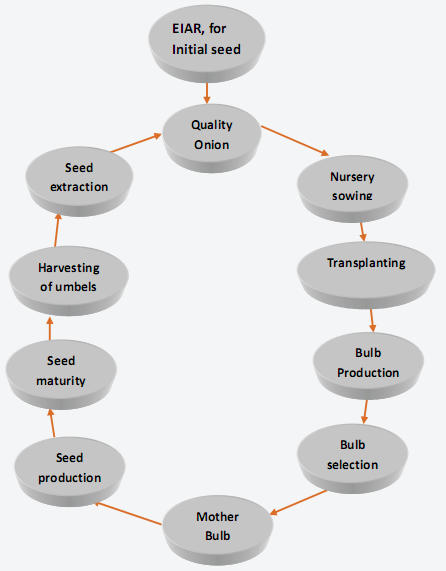 EIAR, for
Initial seed
Quality
Onion
Nursery
sowing
Transplanting
Bulb
Production
Bulb
selection
Mother
Bulb
Seed
production
Seed
maturity
Harvesting
of umbels
Seed
extraction